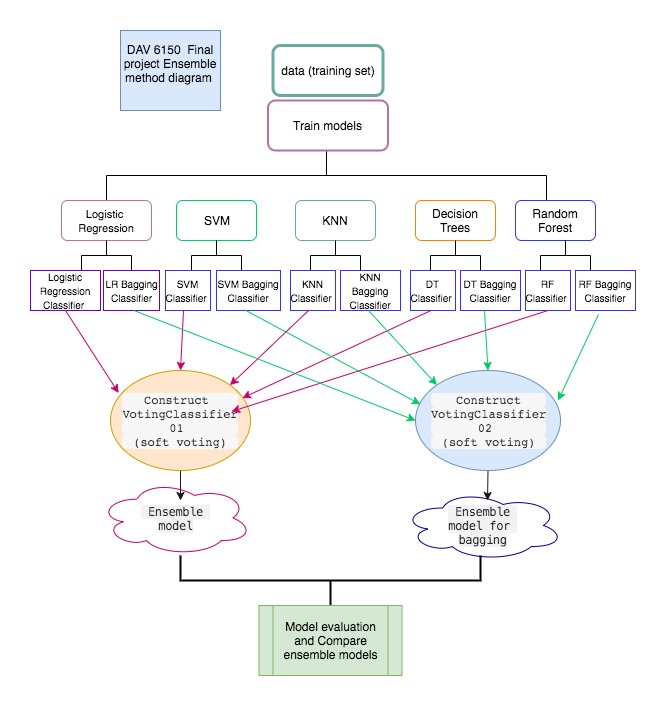 DAV 6150  Final
project Ensemble
method diagram
data (training set)
Train models
Logistic
Regression
SVM
KNN
Decision
Trees
Random
Forest
Logistic
Regression
Classifier
LR Bagging
Classifier
SVM
Classifier
SVM Bagging
Classifier
KNN
Classifier
KNN
Bagging
Classifier
DT
Classifier
DT Bagging
Classifier
RF
Classifier
RF Bagging
Classifier
Construct
VotingClassifier
01
(soft voting)
Construct
VotingClassifier
02
(soft voting)
Ensemble
model
Ensemble
model for
bagging
Model evaluation
and Compare
ensemble models